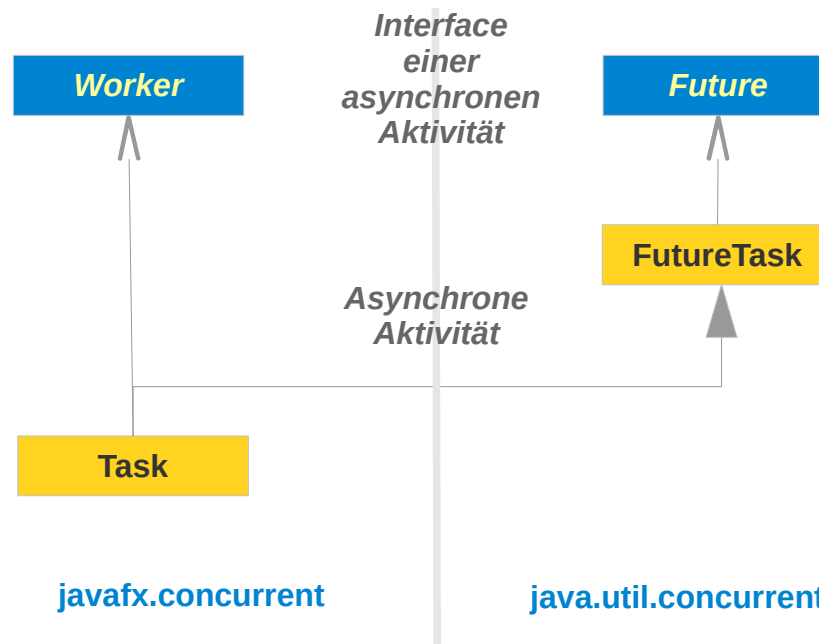 Interface
einer
asynchronen
Aktivität
Worker
Future
FutureTask
Asynchrone
Aktivität
Task
javafx.concurrent
java.util.concurrent